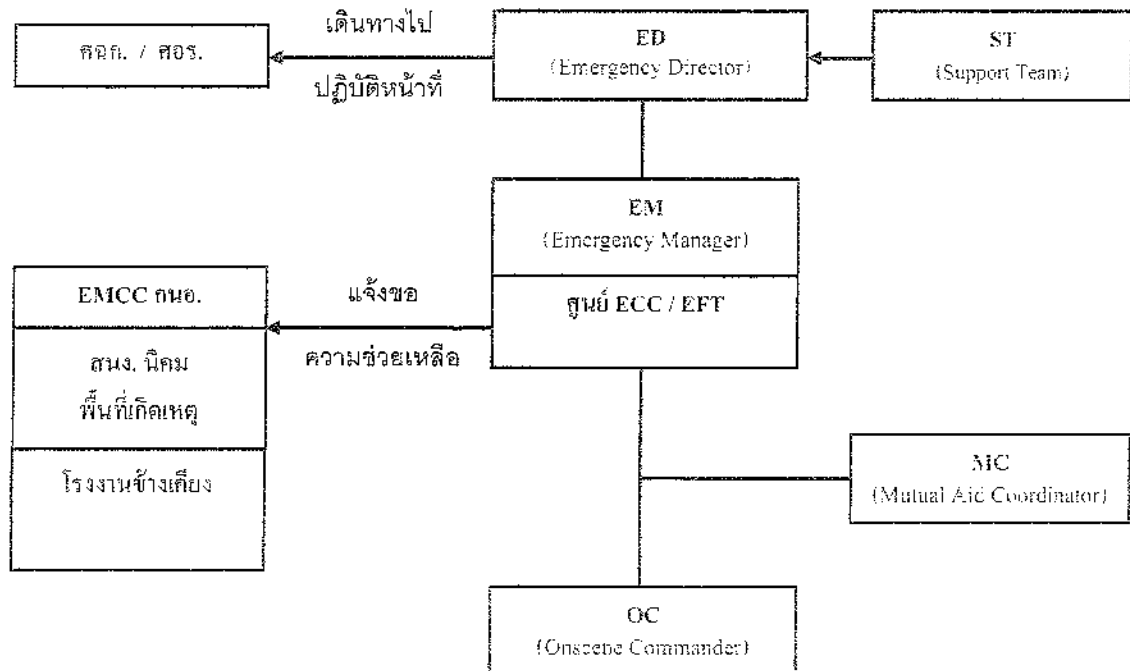 ศฉก. / ศอร.
เดินทางไป
ปฏิบัติหน้าที่
ED
(Emergency Director)
ST
(Support Team)
EM
(Emergency Manager)
ศูนย์ ECC / EFT
แจ้งขอ
ความช่วยเหลือ
EMCC กนอ.
สนง. นิคม
พื้นที่เกิดเหตุ
โรงงานข้างเคียง
MC
(Mutual Aid Coordinator)
OC
(Onscene Commander)